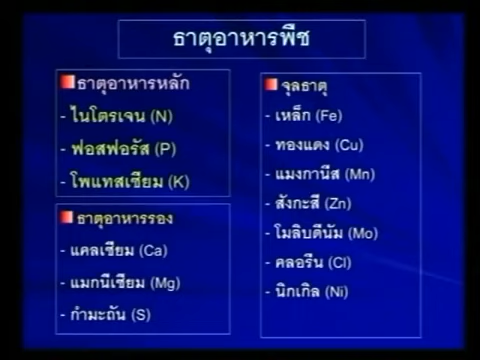 ธาตุอาหารพืช
ธาตุอาหารหลัก
- ไนโตรเจน (N)
- ฟอสฟอรัส (P)
- โพแทสเซียม (K)
ธาตุอาหารรอง
- แคลเซียม (Ca)
- แมกนีเซียม (Mg)
- กำมะถัน (S)
จุลธาตุ
- เหล็ก (Fe)
- ทองแดง (Cu)
- แมงกานีส (Mn)
- สังกะสี (Zn)
- โมลิบดีนัม (Mo)
- คลอรีน (Cl)
- นิกเกิล (Ni)